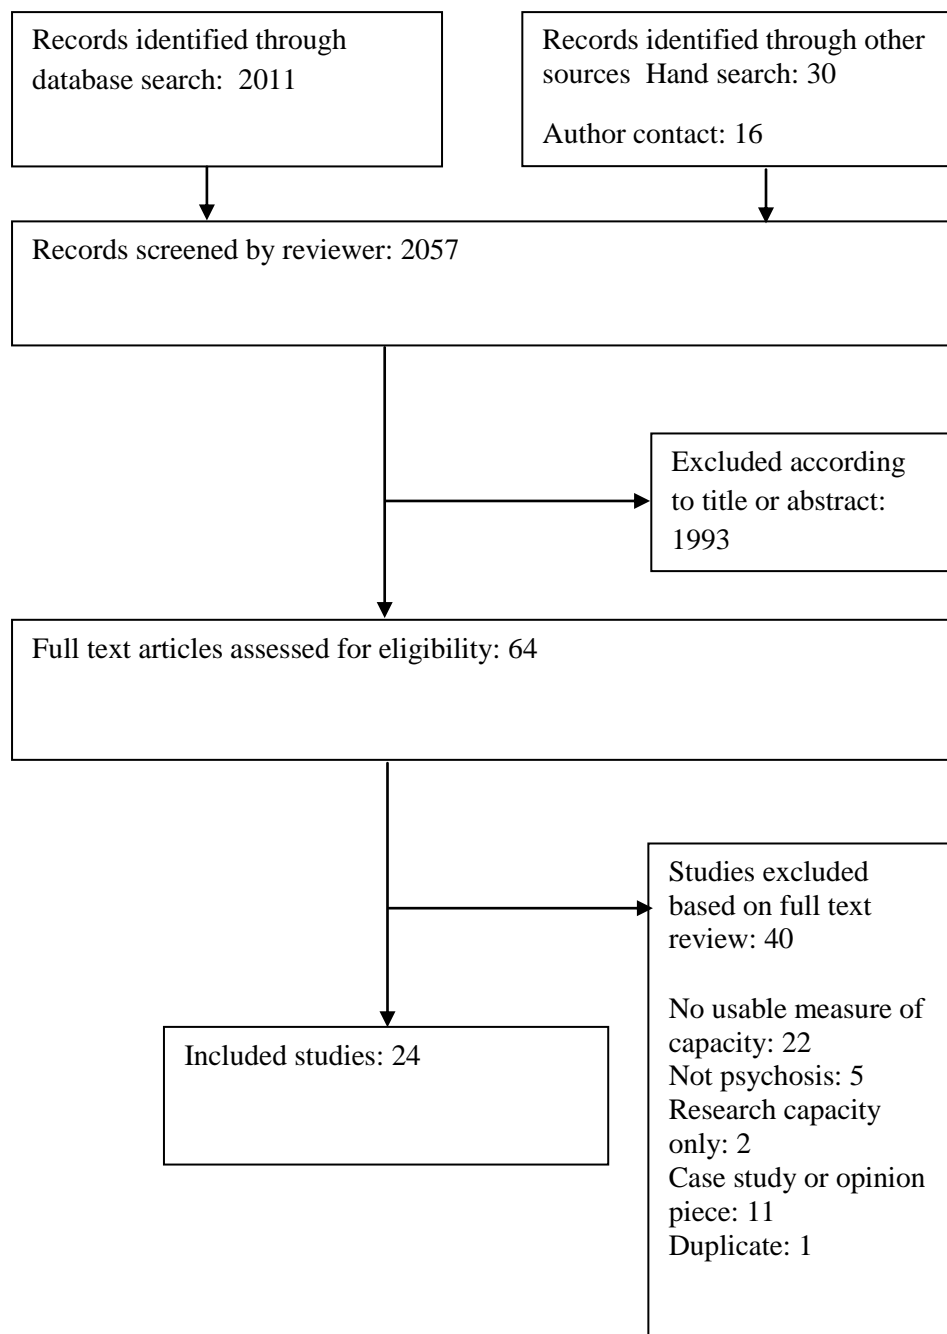 Records identified through
database search:  2011
Records identified through other
sources  Hand search: 30
Author contact: 16
Records screened by reviewer: 2057
Excluded according
to title or abstract:
1993
Full text articles assessed for eligibility: 64
Studies excluded
based on full text
review: 40
No usable measure of
capacity: 22
Not psychosis: 5
Research capacity
only: 2
Case study or opinion
piece: 11
Duplicate: 1
Included studies: 24